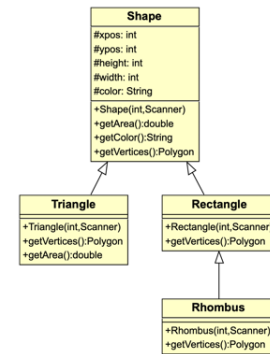 Shape
#xpos: int
#ypos: int
#height: int
#width: int
#color: String
+Shape(int,Scanner)
+getArea():double
+getColor():String
+getVertices():Polygon
Triangle
+Triangle(int,Scanner)
+getVertices():Polygon
+getArea():double
Rectangle
+Rectangle(int,Scanner)
+getVertices():Polygon
Rhombus
+Rhombus(int,Scanner)
+getVertices():Polygon